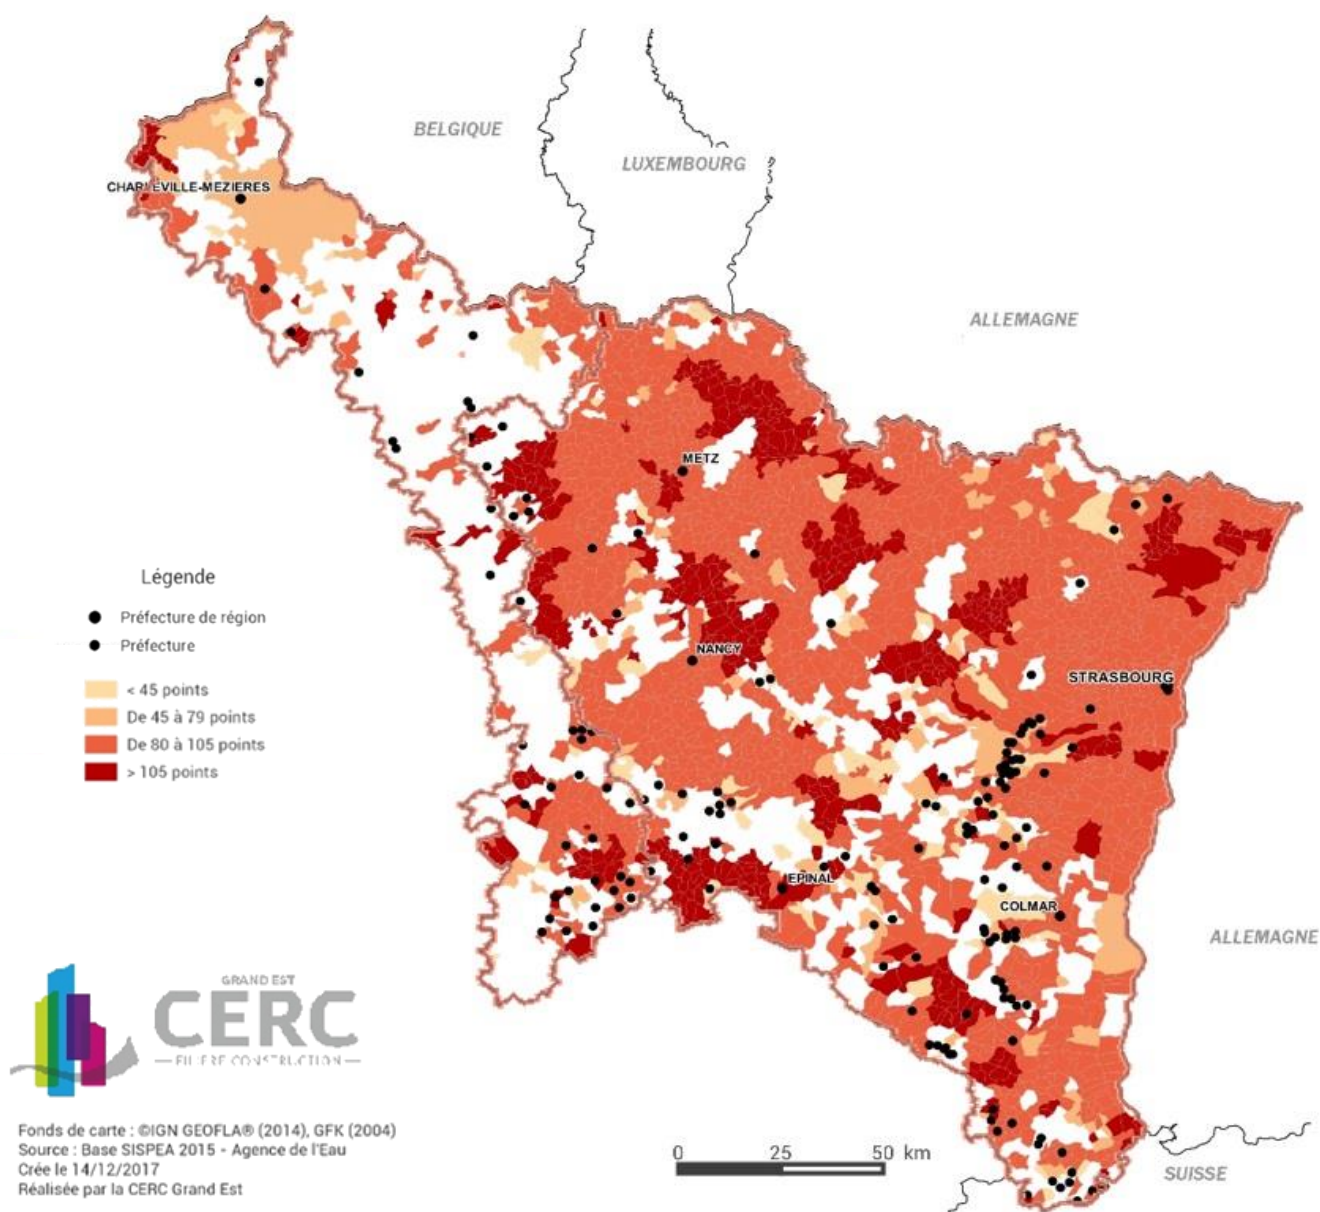 BELGIQUE
LUXEMBOURG
CHARLEVILLE-MEZIERES
ALLEMAGNE
METZ
Légende
Préfecture de région
Préfecture
NANCY
STRASBOURG
< 45 points
De 45 à 79 points
De 80 à 105 points
> 105 points
EPINAL
COLMAR
ALLEMAGNE
GRAND EST
CERC
FILIERE CONSTRUCTION
Fonds de carte : ©IGN GEOFLA® (2014), GFK (2004)
Source : Base SISPEA 2015 - Agence de l'Eau
Crée le 14/12/2017
Réalisée par la CERC Grand Est
0 25 50 km
SUISSE